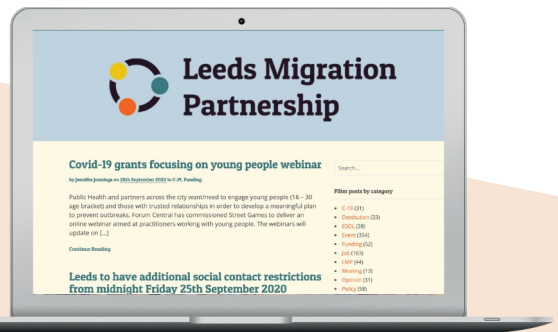 Leeds Migration
Partnership
Covid-19 grants focusing on young people webinar
by Jennifer Jennings on 28th September 2020 in C-19, Funding
Public Health and partners across the city want/need to engage young people (16 – 30
age bracket) and those with trusted relationships in order to develop a meaningful plan
to prevent outbreaks. Forum Central has commissioned Street Games to deliver an
online webinar aimed at practitioners working with young people. The webinars will
update on […]
Continue Reading
Leeds to have additional social contact restrictions
from midnight Friday 25th September 2020
Search...
Filter posts by category
C-19 (31)
Destitution (33)
ESOL (38)
Event (354)
Funding (52)
Job (163)
LMP (44)
Meeting (13)
Opinion (31)
Policy (58)